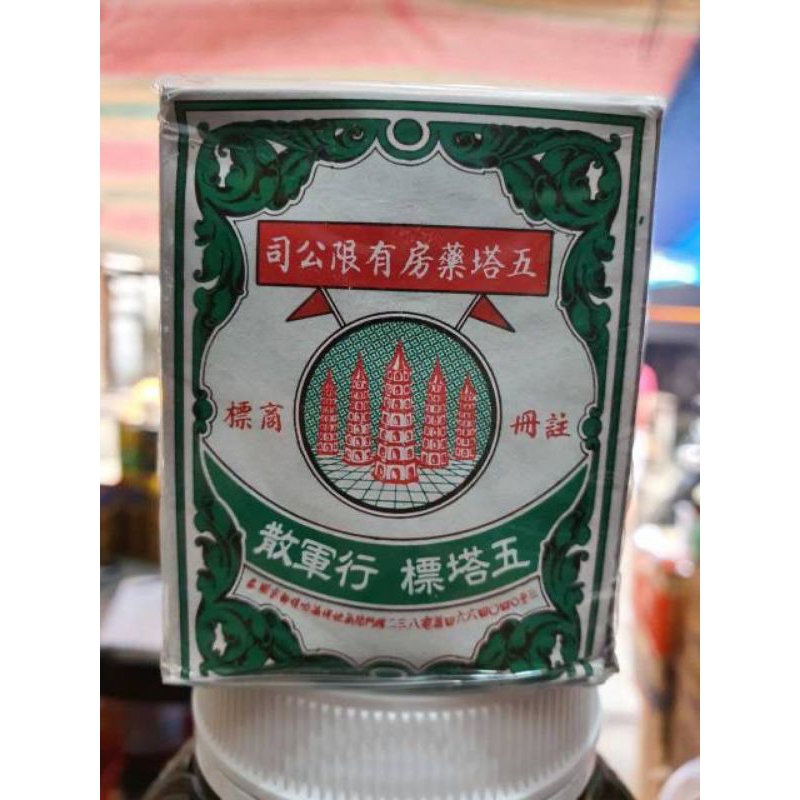 五塔藥房有限公司
註冊
商標
五塔標 行軍散